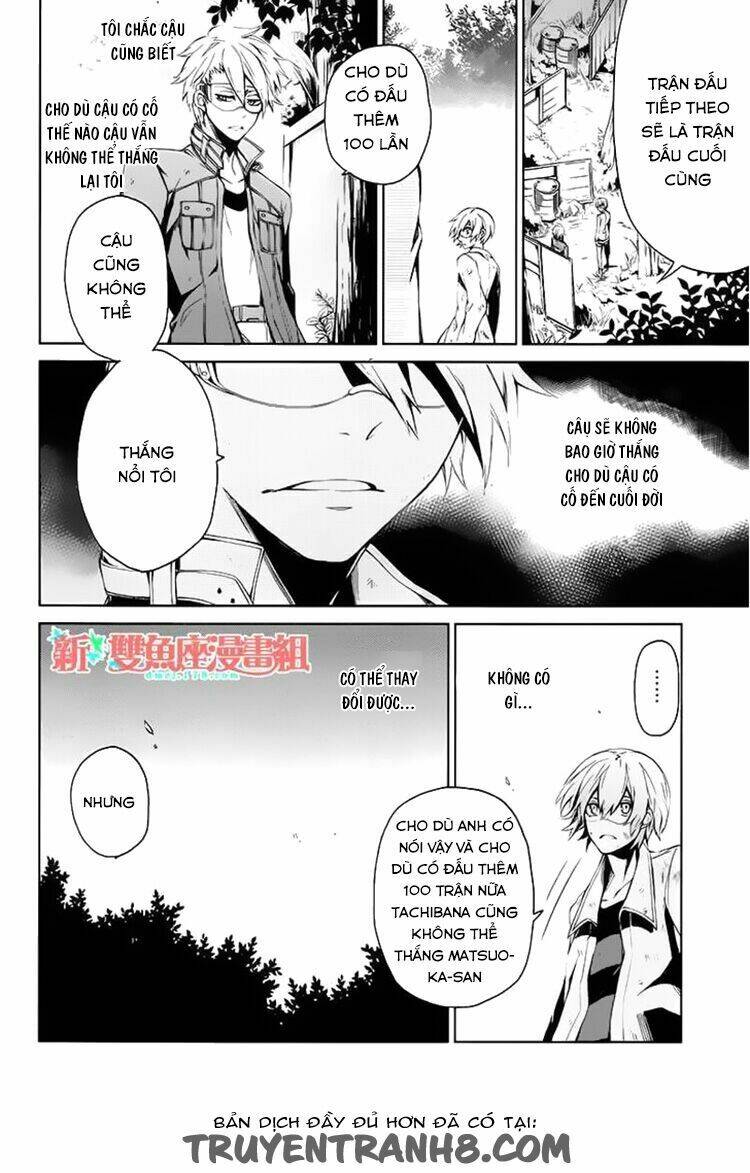 TRẬN ĐẤU
TIẾP THEO
SẼ LÀ TRẬN
ĐẤU CUỐI
CÙNG
CHO DÙ
CÓ ĐẤU
THÊM
100 LẦN
TÔI CHẮC CẬU
CŨNG BIẾT
CHO DÙ CẬU CÓ CỐ
THẾ NÀO CẬU VẪN
KHÔNG THỂ THẮNG
LẠI TÔI
CẬU
CŨNG
KHÔNG
THỂ
THẮNG
NỔI TÔI
CẬU SẼ KHÔNG
BAO GIỜ THẮNG
CHO DÙ CẬU CÓ
CỐ ĐẾN CUỐI ĐỜI
......
KHÔNG CÓ
GÌ...
CÓ THỂ THAY
ĐỔI ĐƯỢC...
NHƯNG
CHO DÙ ANH CÓ
NÓI VẬY VÀ CHO
DÙ CÓ ĐẤU THÊM
100 TRẬN NỮA
TACHIBANA CŨNG
KHÔNG THỂ
THẮNG MATSUO-
KA-SAN
新 雙魚座漫畫組
BẢN DỊCH ĐẦY ĐỦ HƠN ĐÃ CÓ TẠI:
TRUYENTRANH8.COM